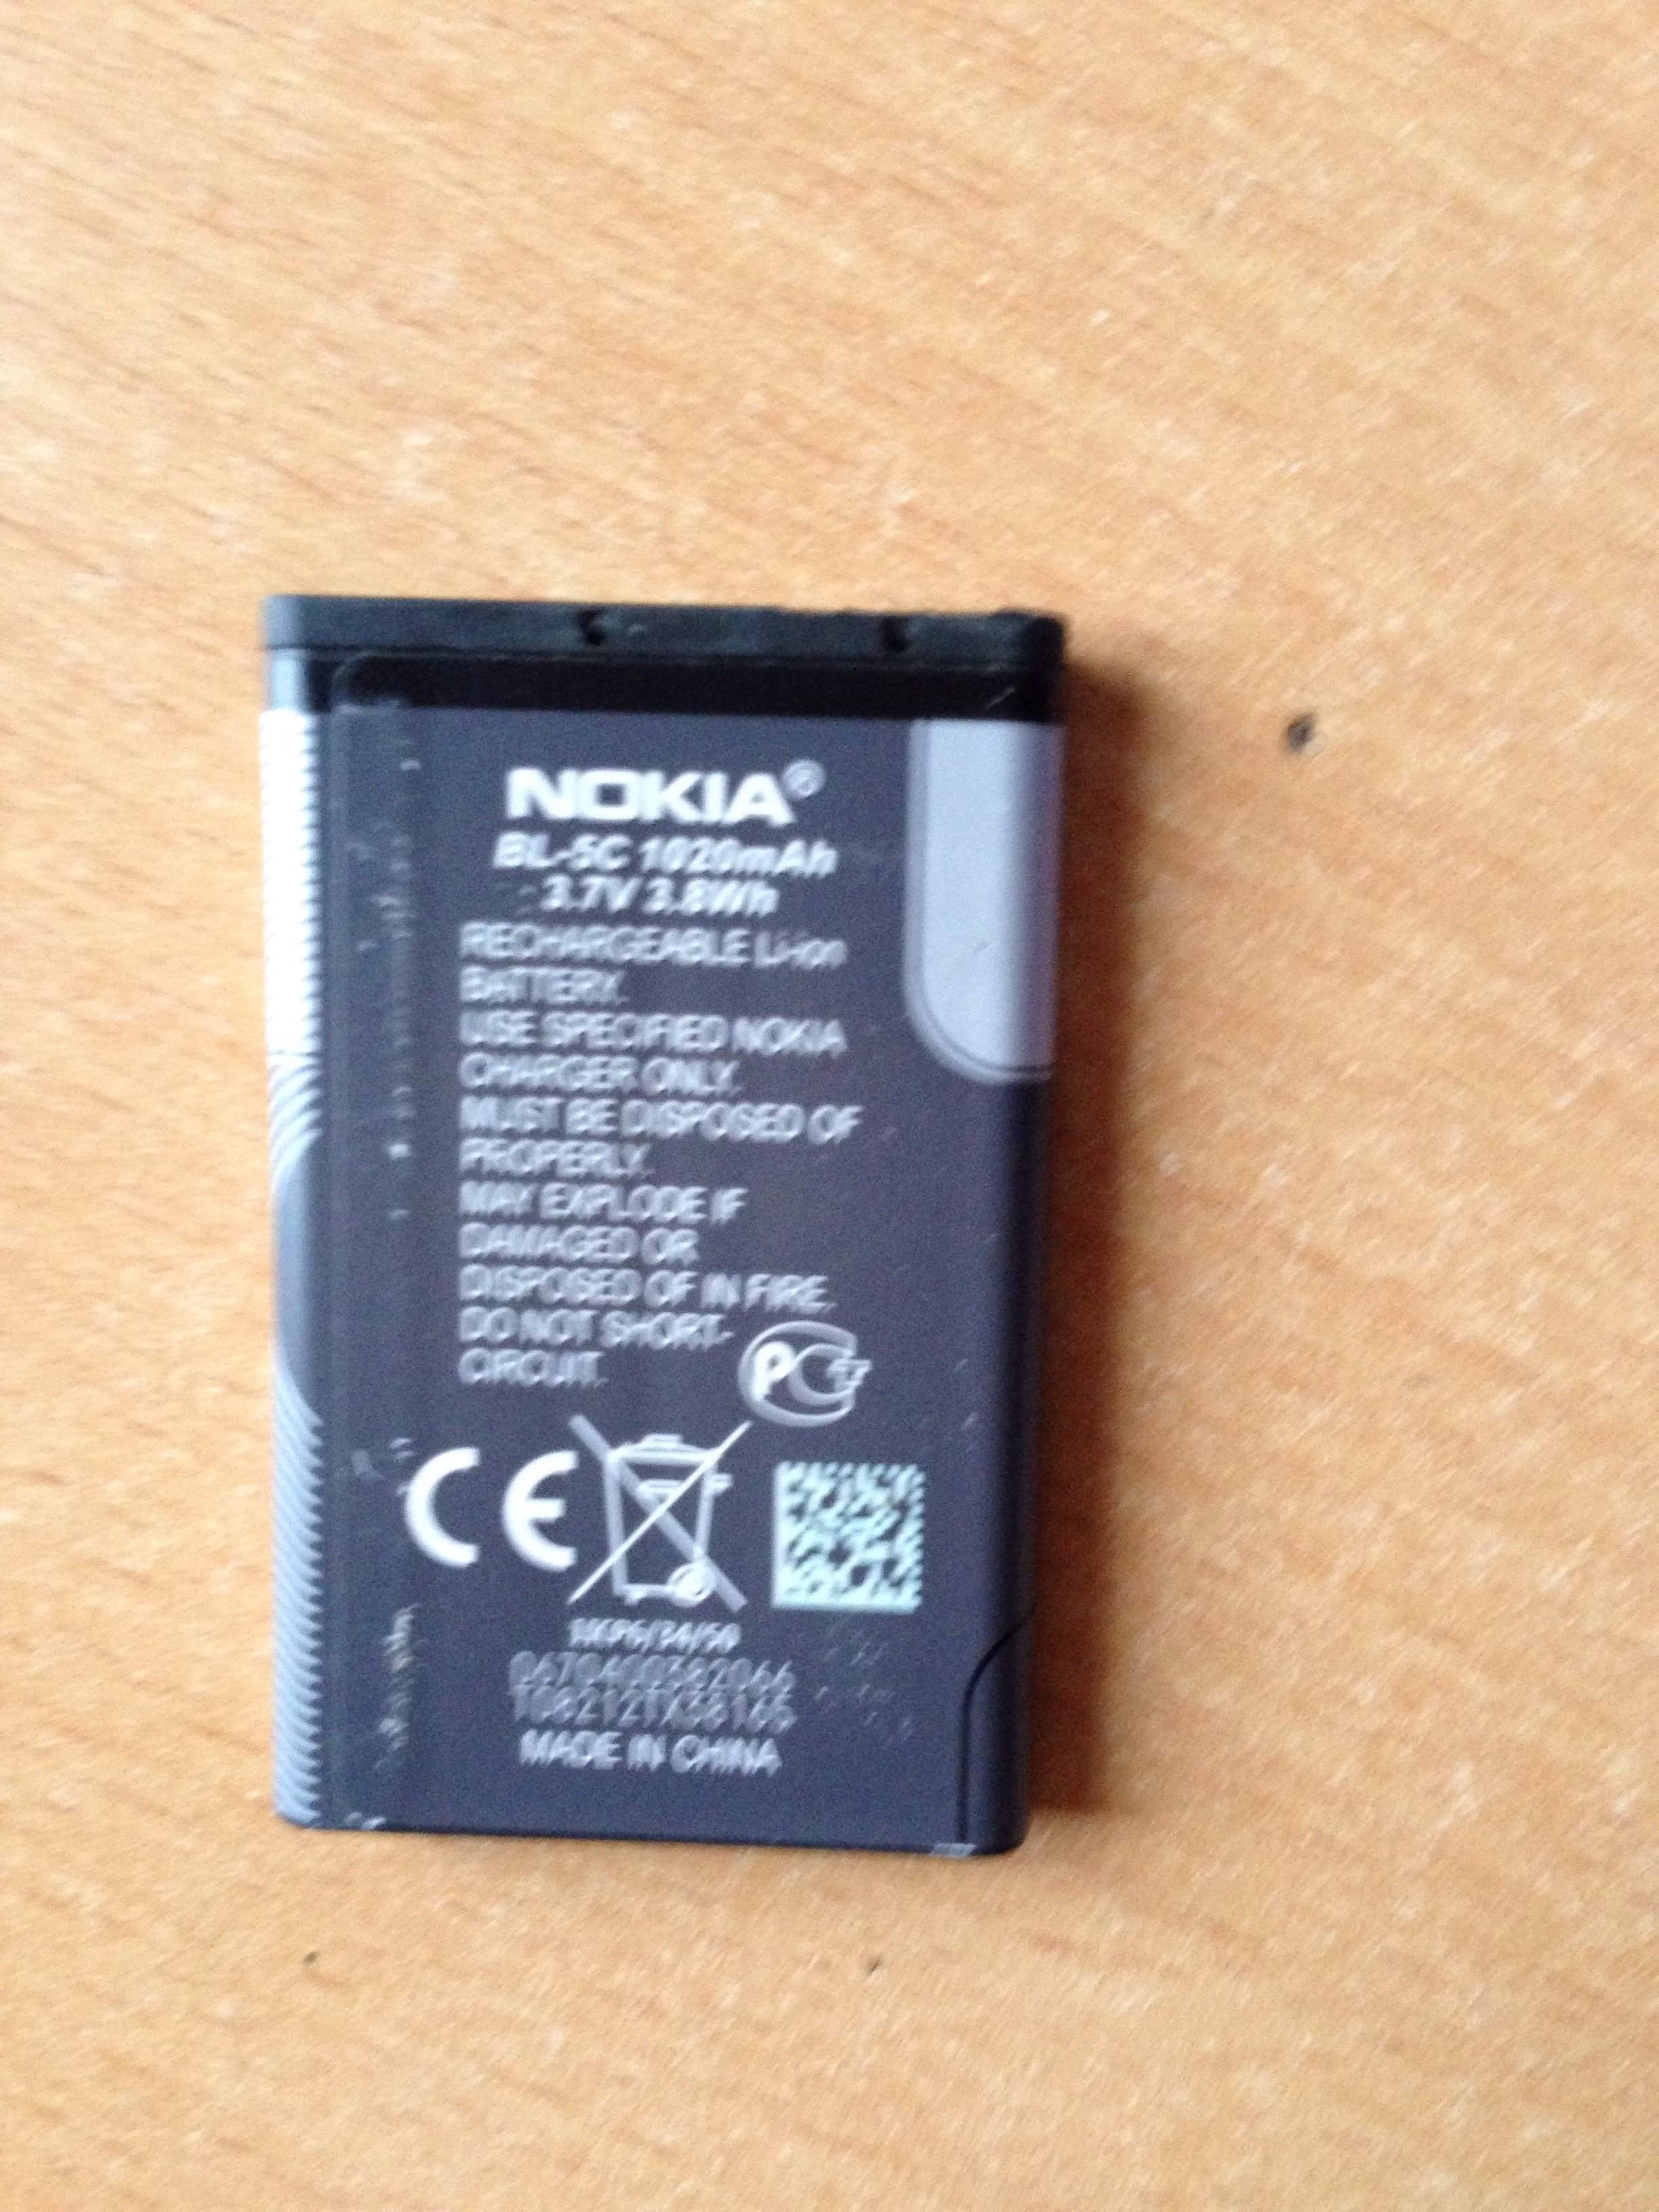 NOKIA®
BL-5C 1020mAh
3.7V 3.8Wh
RECHARGEABLE Li-ion
BATTERY.
USE SPECIFIED NOKIA
CHARGER ONLY.
MUST BE DISPOSED OF
PROPERLY.
MAY EXPLODE IF
DAMAGED OR
DISPOSED OF IN FIRE.
DO NOT SHORT-
CIRCUIT.
CE
0670400382066
MADE IN CHINA